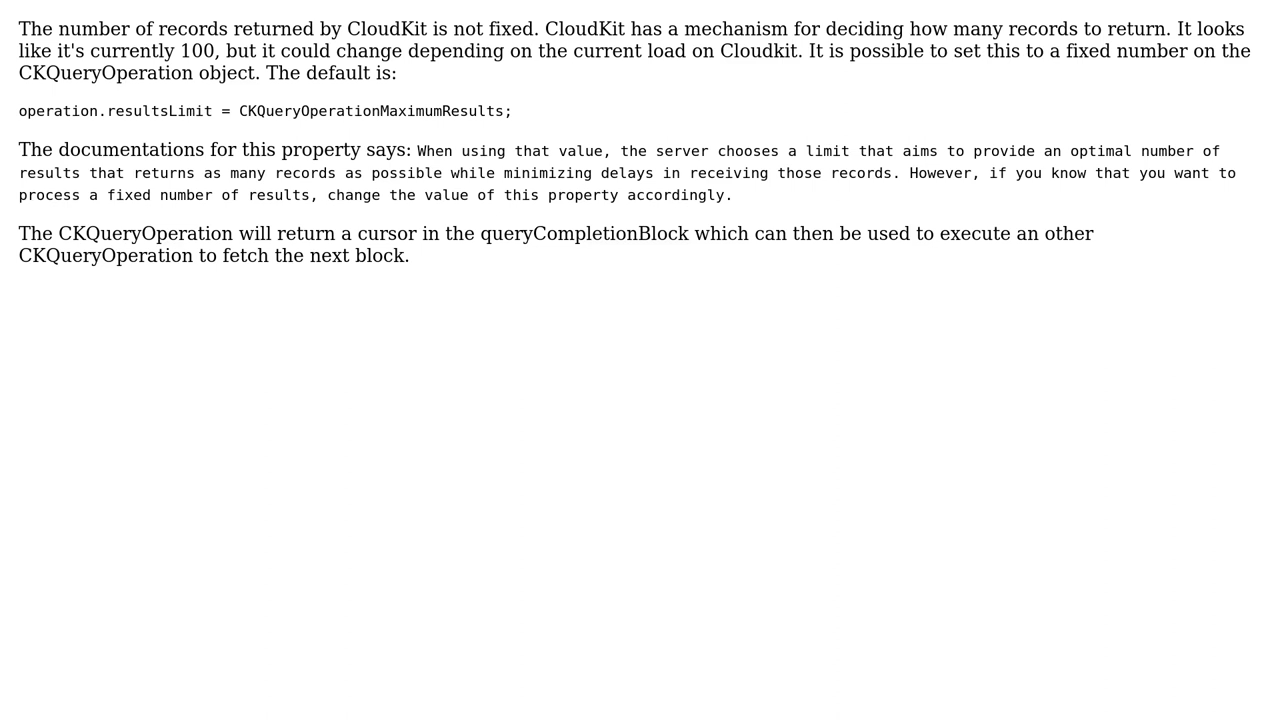 The number of records returned by CloudKit is not fixed. CloudKit has a mechanism for deciding how many records to return. It looks
like it's currently 100, but it could change depending on the current load on Cloudkit. It is possible to set this to a fixed number on the
CKQueryOperation object. The default is:
operation.resultsLimit = CKQueryOperationMaximumResults;
The documentations for this property says: When using that value, the server chooses a limit that aims to provide an optimal number of
results that returns as many records as possible while minimizing delays in receiving those records. However, if you know that you want to
process a fixed number of results, change the value of this property accordingly.
The CKQueryOperation will return a cursor in the queryCompletionBlock which can then be used to execute an other
CKQueryOperation to fetch the next block.